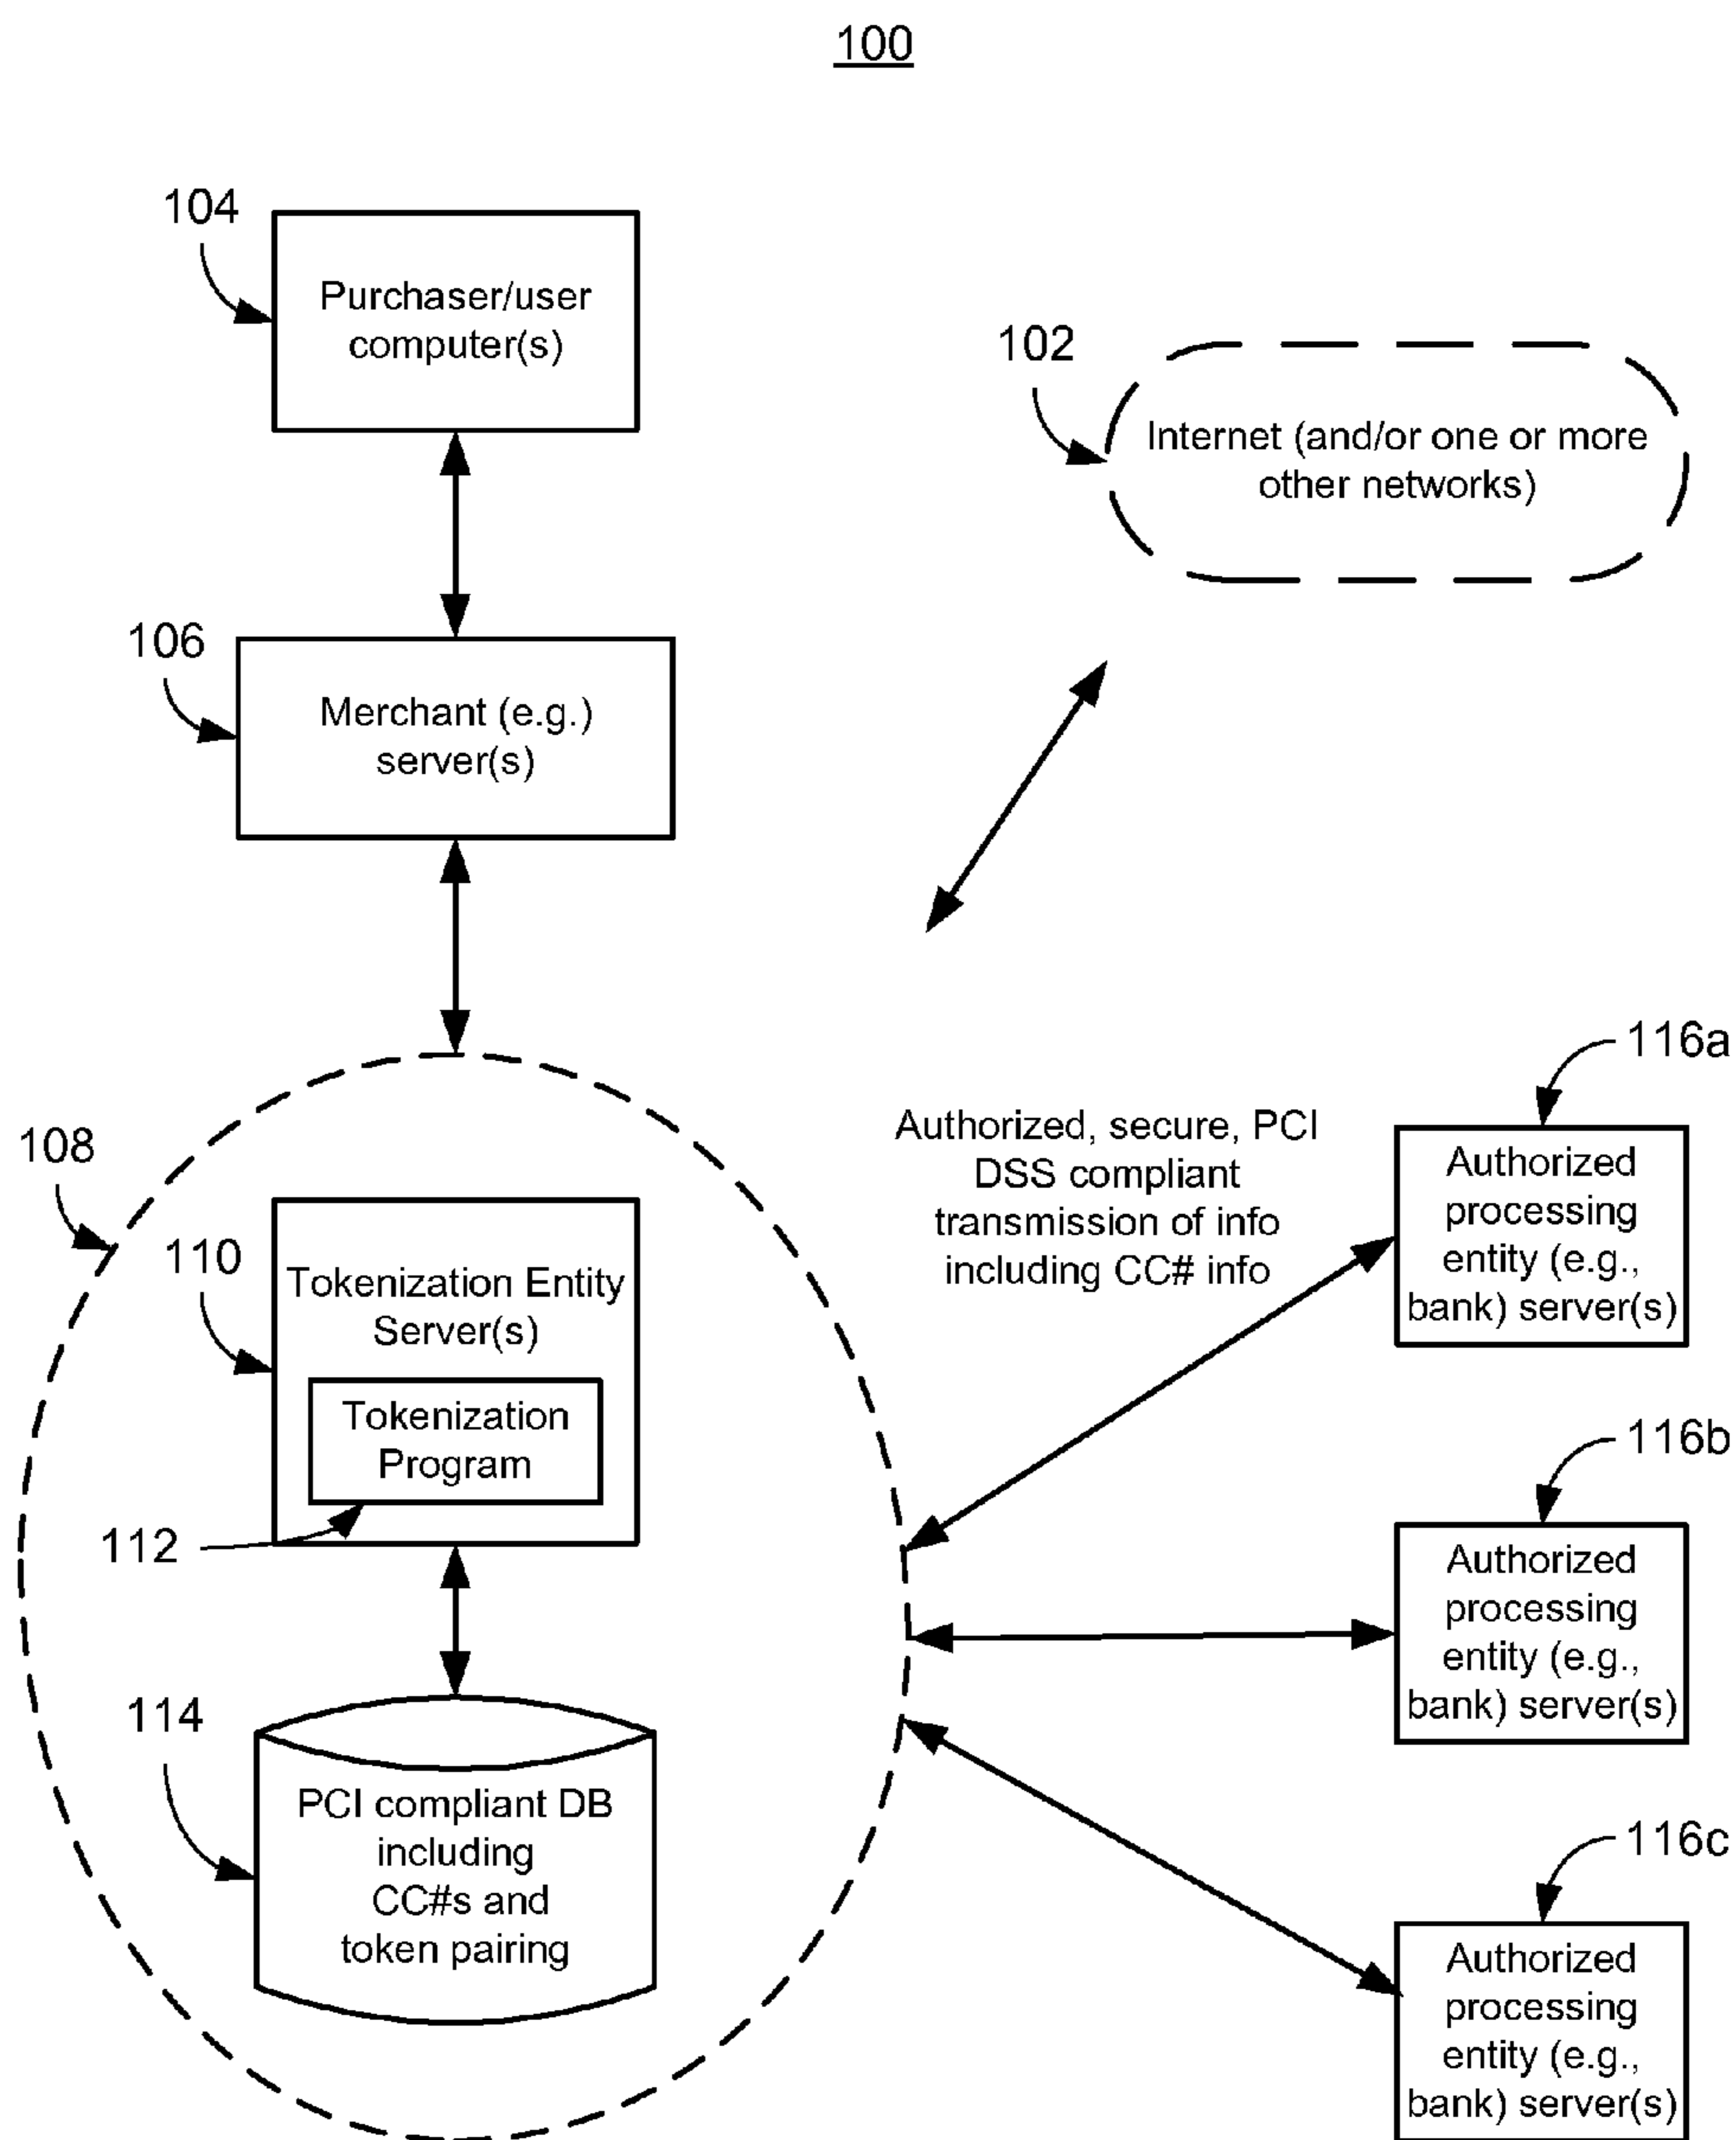 100
104
Purchaser/user
computer(s)
102
Internet (and/or one or more
other networks)
106
Merchant (e.g.)
server(s)
108
110
Tokenization Entity
Server(s)
Tokenization
Program
112
114
PCI compliant DB
including
CC#s and
token pairing
Authorized, secure, PCI
DSS compliant
transmission of info
including CC# info
116a
Authorized
processing
entity (e.g.,
bank) server(s)
116b
Authorized
processing
entity (e.g.,
bank) server(s)
116c
Authorized
processing
entity (e.g.,
bank) server(s)